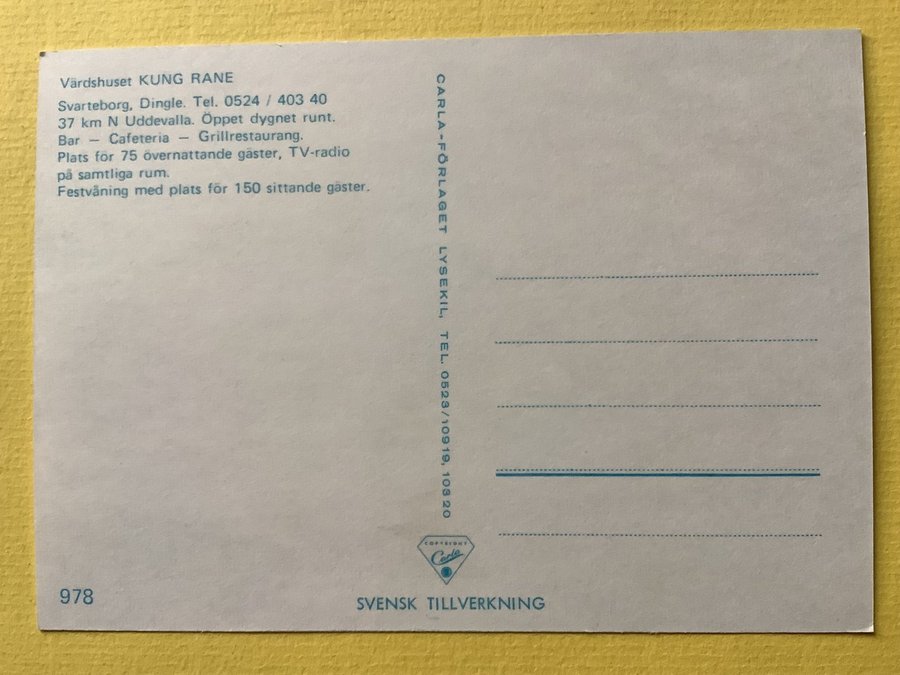 Värdshuset KUNG RANE
Svarteborg, Dingle. Tel. 0524 / 403 40
37 km N Uddevalla. Öppet dygnet runt.
Bar — Cafeteria — Grillrestaurang.
Plats för 75 övernattande gäster, TV-radio
på samtliga rum.
Festvåning med plats för 150 sittande gäster.
CARLA-FÖRLAGET LYSEKIL, TEL. 0523/10919, 103 20
COPYRIGHT
Carla
978
SVENSK TILLVERKNING